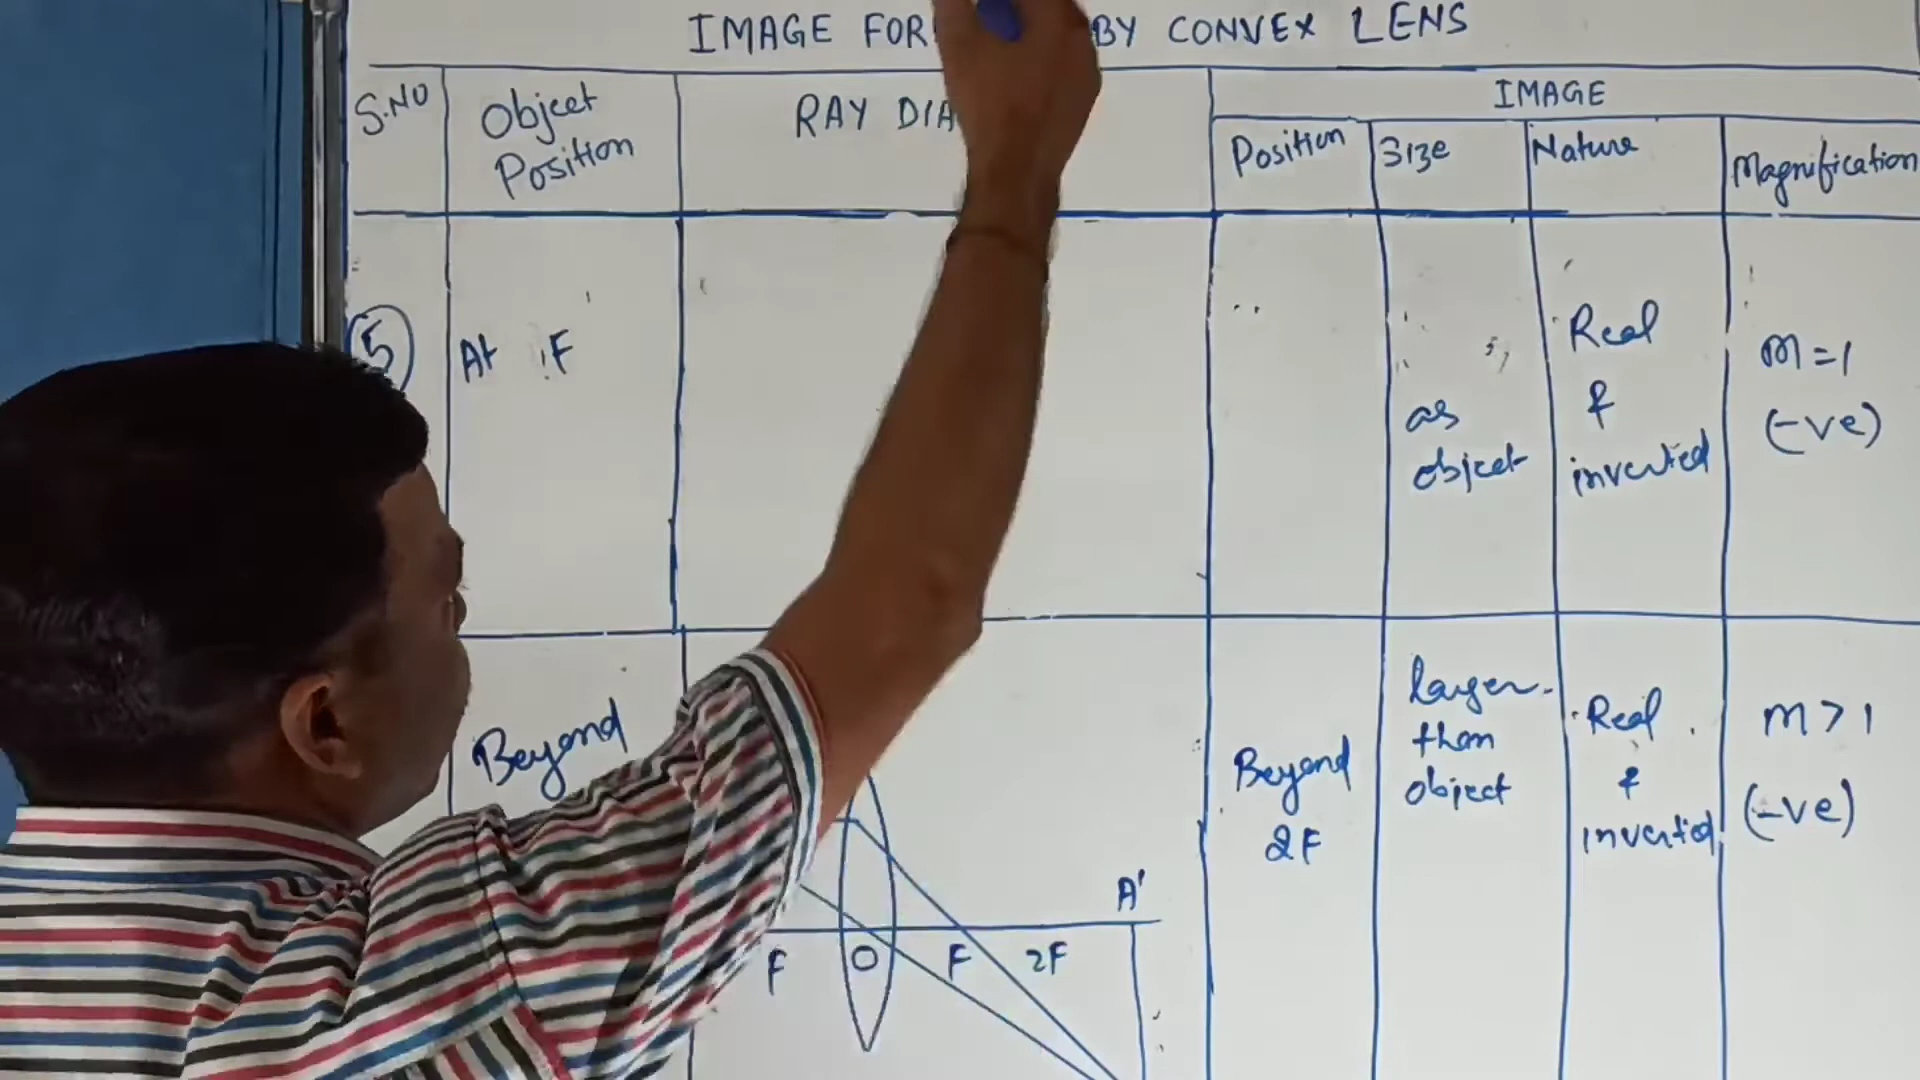 IMAGE FOR BY CONVEX LENS
S.NO
Object
Position
RAY DIA
IMAGE
Position
Size
Nature
Magnification
5
At F
as
object
Real
&
inverted
m=1
(-ve)
Beyond
F
O
F
2F
A'
Beyond
2F
larger
than
object
Real
&
inverted
m>1
(-ve)